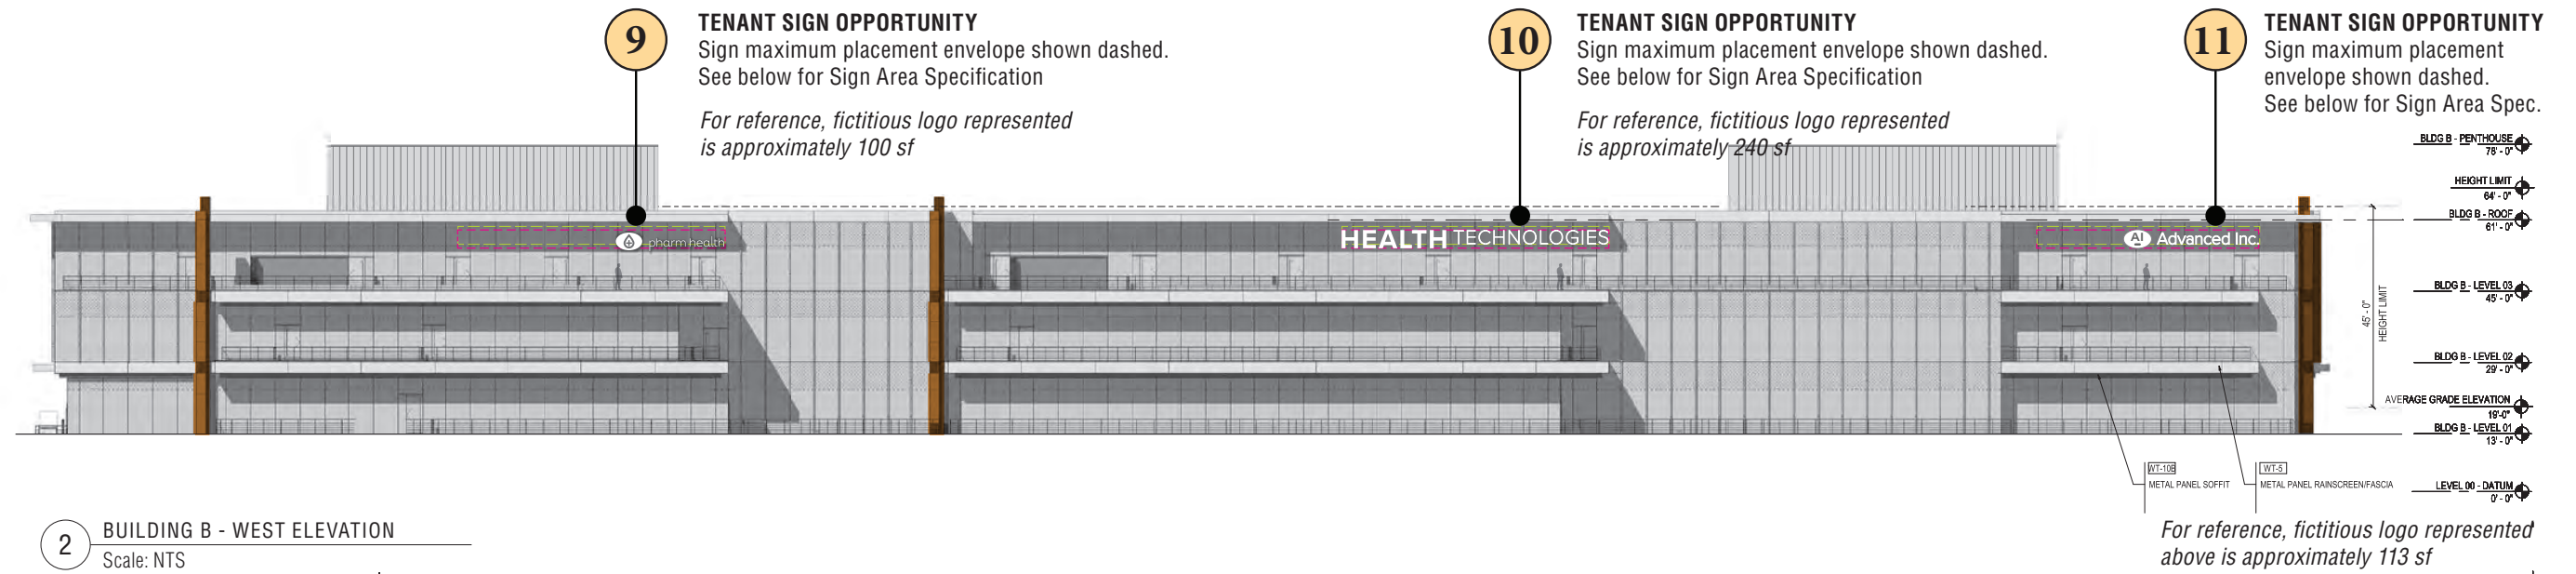 9
TENANT SIGN OPPORTUNITY
Sign maximum placement envelope shown dashed.
See below for Sign Area Specification
For reference, fictitious logo represented
is approximately 100 sf
10
TENANT SIGN OPPORTUNITY
Sign maximum placement envelope shown dashed.
See below for Sign Area Specification
For reference, fictitious logo represented
is approximately 240 sf
11
TENANT SIGN OPPORTUNITY
Sign maximum placement
envelope shown dashed.
See below for Sign Area Spec.
BLDG B - PENTHOUSE
78' - 0"
HEIGHT LIMIT
64' - 0"
BLDG B - ROOF
61' - 0"
BLDG B - LEVEL 03
45' - 0"
BLDG B - LEVEL 02
29' - 0"
AVERAGE GRADE ELEVATION
19'-0"
BLDG B - LEVEL 01
13' - 0"
LEVEL 00 - DATUM
0' - 0"
45' - 0"
HEIGHT LIMIT
pharm health
HEALTH TECHNOLOGIES
AI Advanced Inc.
WT-10B
METAL PANEL SOFFIT
WT-5
METAL PANEL RAINSCREEN/FASCIA
For reference, fictitious logo represented
above is approximately 113 sf
2
BUILDING B - WEST ELEVATION
Scale: NTS